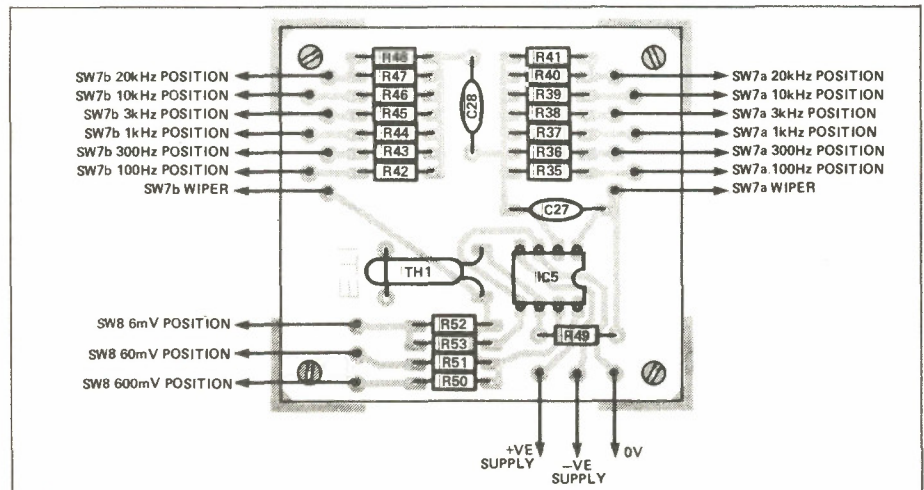 SW7b 20kHz POSITION
SW7b 10kHz POSITION
SW7b 3kHz POSITION
SW7b 1kHz POSITION
SW7b 300Hz POSITION
SW7b 100Hz POSITION
SW7b WIPER
R48
R47
R46
R45
R44
R43
R42
C28
R41
R40
R39
R38
R37
R36
R35
SW7a 20kHz POSITION
SW7a 10kHz POSITION
SW7a 3kHz POSITION
SW7a 1kHz POSITION
SW7a 300Hz POSITION
SW7a 100Hz POSITION
SW7a WIPER
C27
TH1
IC5
SW8 6mV POSITION
SW8 60mV POSITION
SW8 600mV POSITION
R52
R53
R51
R50
R49
+VE
SUPPLY
–VE
SUPPLY
0V